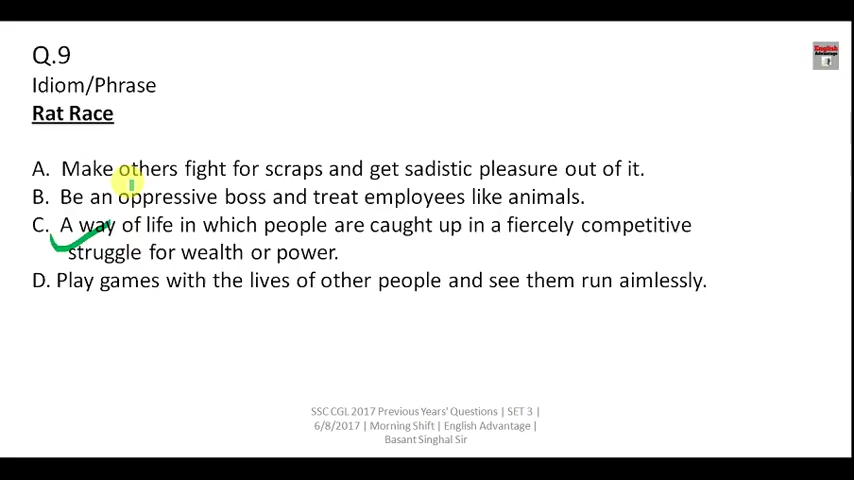 Q.9
English
Advantage
Idiom/Phrase
Rat Race
A. Make others fight for scraps and get sadistic pleasure out of it.
B. Be an oppressive boss and treat employees like animals.
C. A way of life in which people are caught up in a fiercely competitive
struggle for wealth or power.
D. Play games with the lives of other people and see them run aimlessly.
SSC CGL 2017 Previous Years' Questions | SET 3 |
6/8/2017 | Morning Shift | English Advantage |
Basant Singhal Sir